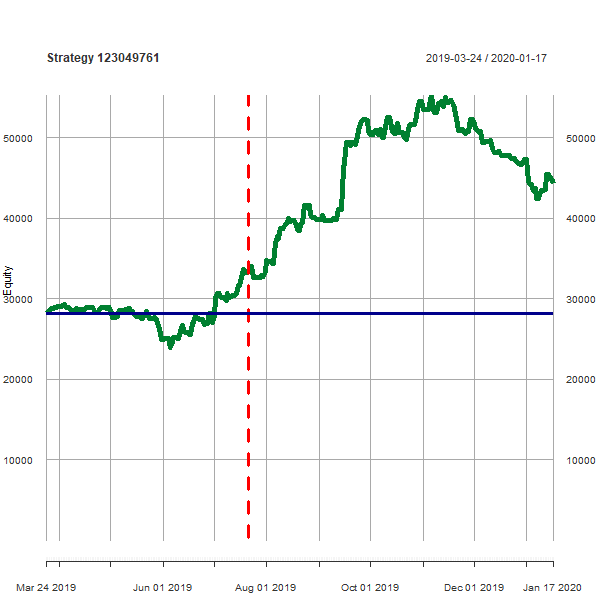 Strategy 123049761
2019-03-24 / 2020-01-17
50000 50000
40000 40000
Equity
30000 30000
20000 20000
10000 10000
Mar 24 2019 Jun 01 2019 Aug 01 2019 Oct 01 2019 Dec 01 2019 Jan 17 2020